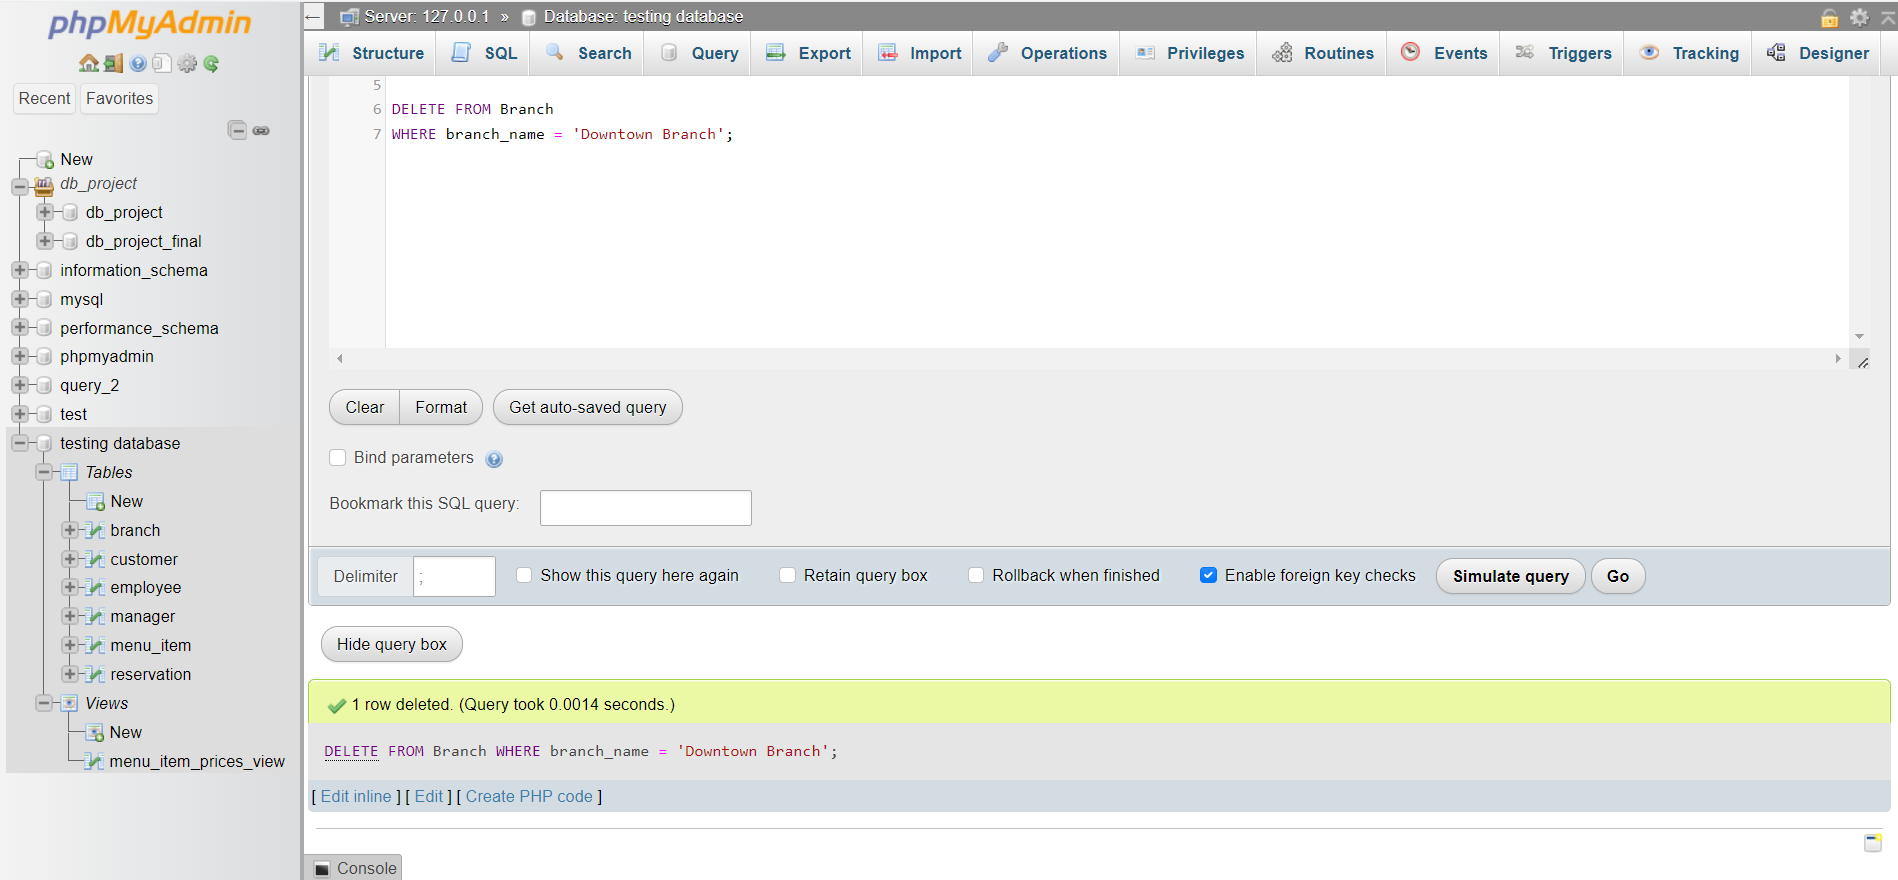 phpMyAdmin
Recent Favorites
New
db_project
db_project
db_project_final
information_schema
mysql
performance_schema
phpmyadmin
query_2
test
testing database
Tables
New
branch
customer
employee
manager
menu_item
reservation
Views
New
menu_item_prices_view
Server: 127.0.0.1 » Database: testing database
Structure SQL Search Query Export Import Operations Privileges Routines Events Triggers Tracking Designer
5
6 DELETE FROM Branch
7 WHERE branch_name = 'Downtown Branch';
Clear Format Get auto-saved query
Bind parameters
Bookmark this SQL query:
Delimiter ; Show this query here again Retain query box Rollback when finished Enable foreign key checks Simulate query Go
Hide query box
1 row deleted. (Query took 0.0014 seconds.)
DELETE FROM Branch WHERE branch_name = 'Downtown Branch';
[ Edit inline ] [ Edit ] [ Create PHP code ]
Console